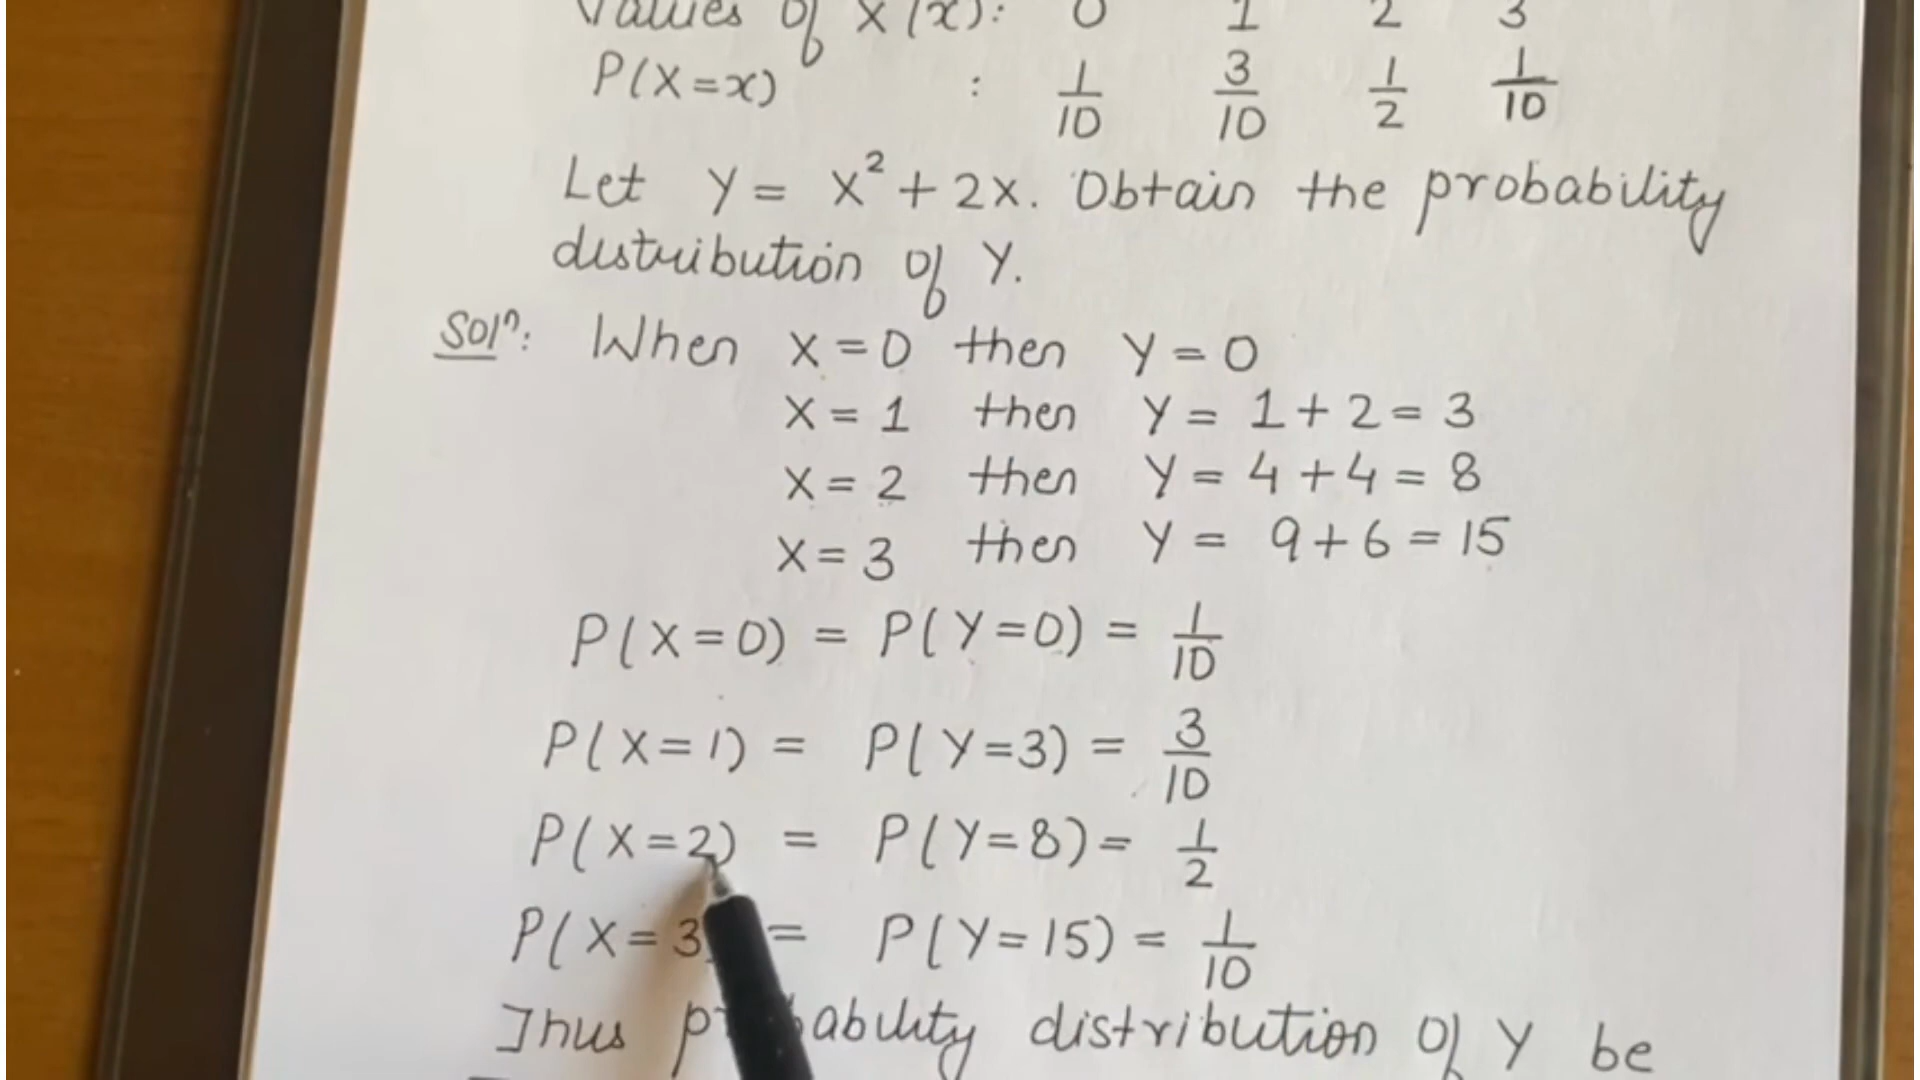 Values of X (x): 0 1 2 3
P(X=x) : 1/10 3/10 1/2 1/10
Let Y = X² + 2X. Obtain the probability
distribution of Y.
Solⁿ: When X = 0 then Y = 0
X = 1 then Y = 1 + 2 = 3
X = 2 then Y = 4 + 4 = 8
X = 3 then Y = 9 + 6 = 15
P(X=0) = P(Y=0) = 1/10
P(X=1) = P(Y=3) = 3/10
P(X=2) = P(Y=8) = 1/2
P(X=3) = P(Y=15) = 1/10
Thus probability distribution of Y be